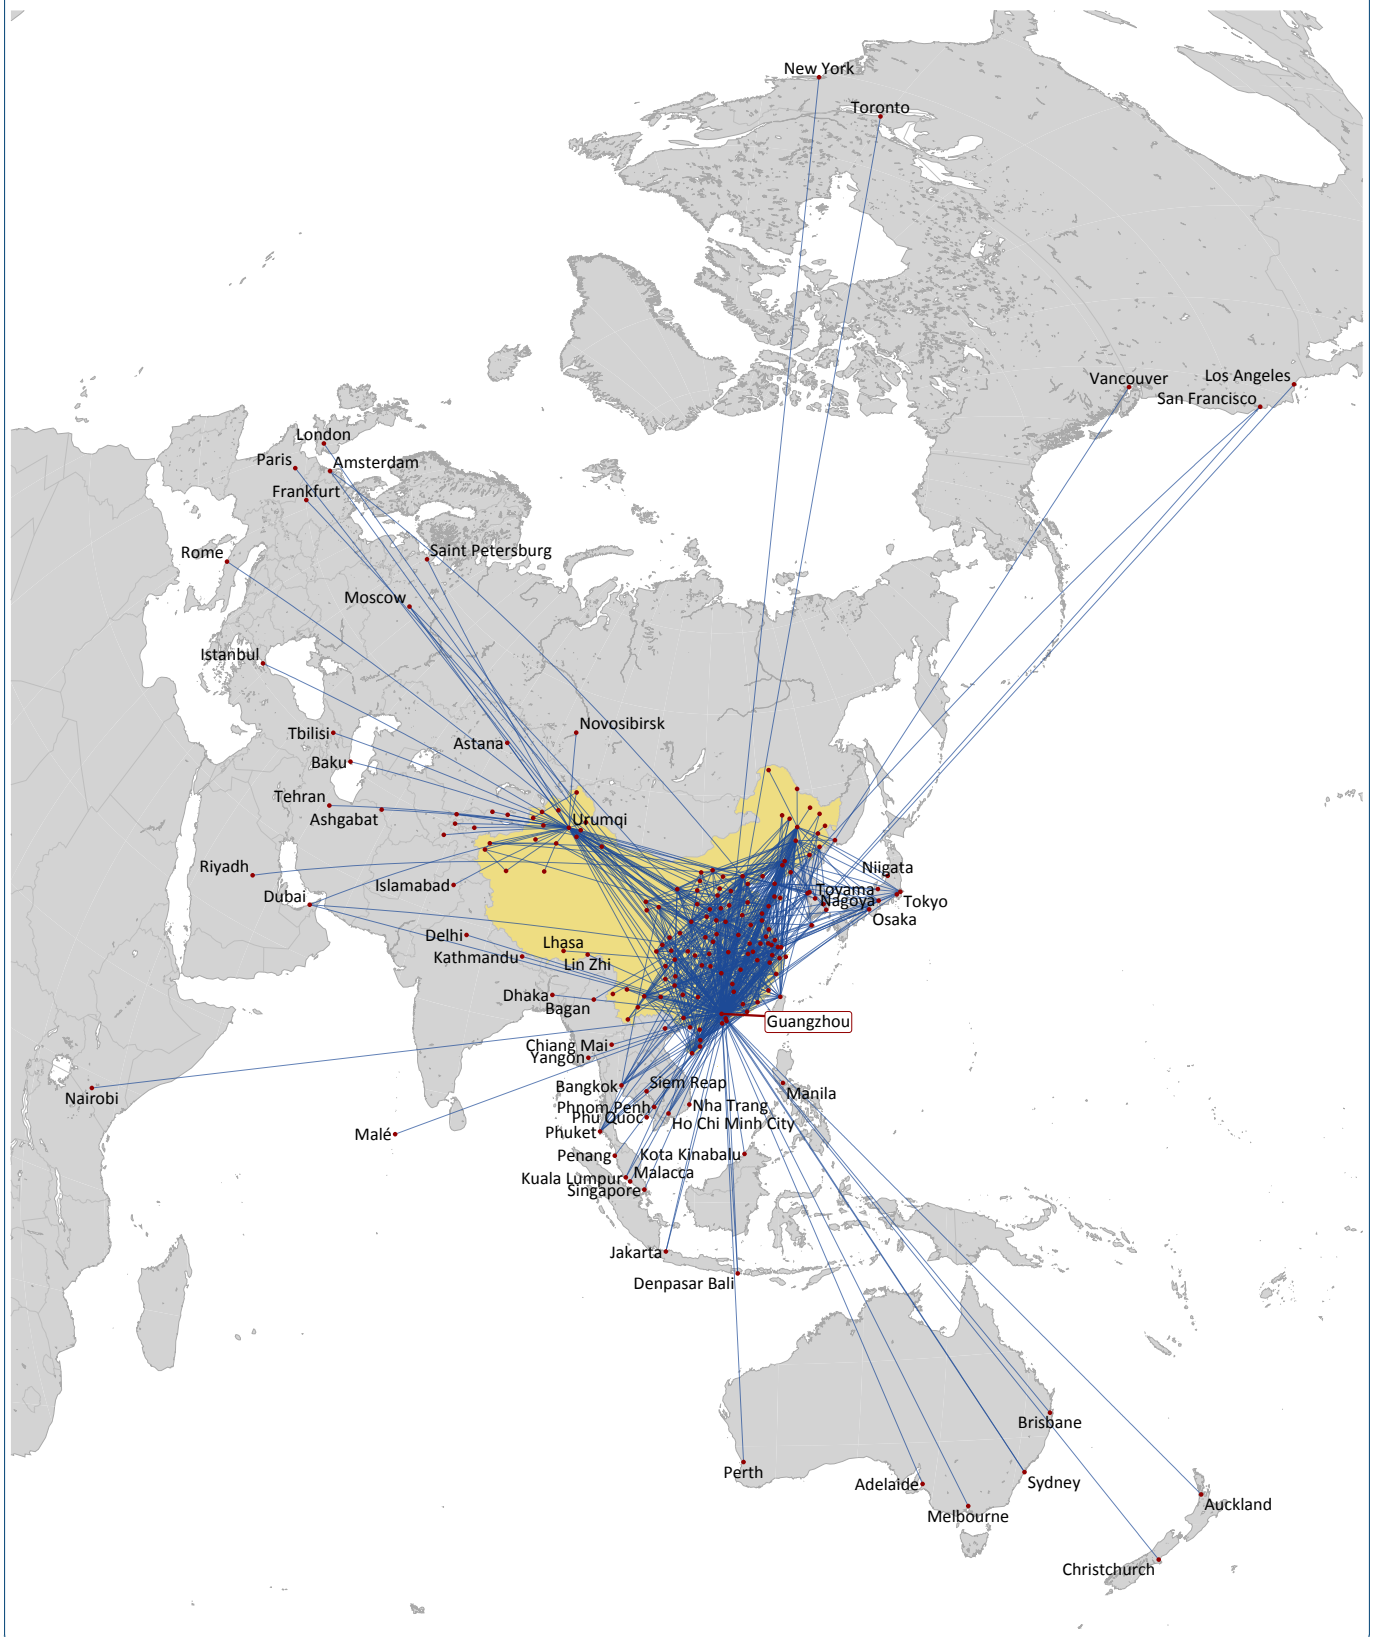 New York
Toronto
Los Angeles
Vancouver
San Francisco
London
Paris
Amsterdam
Frankfurt
Saint Petersburg
Rome
Moscow
Istanbul
Novosibirsk
Tbilisi
Astana
Baku
Tehran
Ashgabat
Urumqi
Riyadh
Niigata
Islamabad
Toyama
Dubai
Nagoya
Tokyo
Osaka
Delhi
Lhasa
Kathmandu
Lin Zhi
Dhaka
Bagan
Guangzhou
Chiang Mai
Yangon
Bangkok
Siem Reap
Nairobi
Manila
Phnom Penh
Nha Trang
Phu Quoc
Ho Chi Minh City
Malé
Phuket
Penang
Kota Kinabalu
Kuala Lumpur
Malacca
Singapore
Jakarta
Denpasar Bali
Brisbane
Perth
Adelaide
Sydney
Melbourne
Auckland
Christchurch